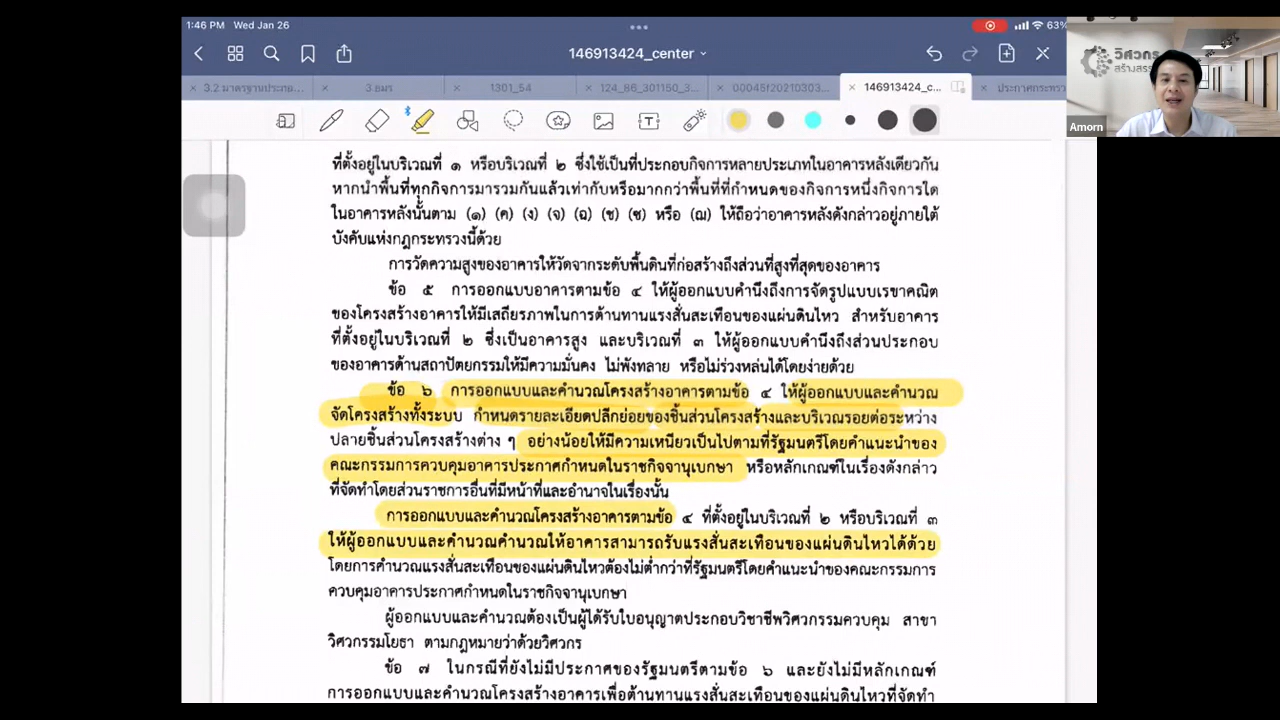 1:46 PM Wed Jan 26
63%
146913424_center
3.2 มาตรฐานประกอ...
3 ธมร
1301_54
124_86_301150_3...
00045f20210303...
146913424_c...
ประกาศกระทรว
วิศวกร
สร้างสรร
Amorn
ที่ตั้งอยู่ในบริเวณที่ ๑ หรือบริเวณที่ ๒ ซึ่งใช้เป็นที่ประกอบกิจการหลายประเภทในอาคารหลังเดียวกัน
หากนำพื้นที่ทุกกิจการมารวมกันแล้วเท่ากับหรือมากกว่าพื้นที่ที่กำหนดของกิจการหนึ่งกิจการใด
ในอาคารหลังนั้นตาม (๑) (ค) (ง) (จ) (ฉ) (ช) (ซ) หรือ (ฌ) ให้ถือว่าอาคารหลังดังกล่าวอยู่ภายใต้
บังคับแห่งกฎกระทรวงนี้ด้วย
การวัดความสูงของอาคารให้วัดจากระดับพื้นดินที่ก่อสร้างถึงส่วนที่สูงที่สุดของอาคาร
ข้อ ๕ การออกแบบอาคารตามข้อ ๔ ให้ผู้ออกแบบคำนึงถึงการจัดรูปแบบเรขาคณิต
ของโครงสร้างอาคารให้มีเสถียรภาพในการต้านทานแรงสั่นสะเทือนของแผ่นดินไหว สำหรับอาคาร
ที่ตั้งอยู่ในบริเวณที่ ๒ ซึ่งเป็นอาคารสูง และบริเวณที่ ๓ ให้ผู้ออกแบบคำนึงถึงส่วนประกอบ
ของอาคารด้านสถาปัตยกรรมให้มีความมั่นคง ไม่พังทลาย หรือไม่ร่วงหล่นได้โดยง่ายด้วย
ข้อ ๖ การออกแบบและคำนวณโครงสร้างอาคารตามข้อ ๔ ให้ผู้ออกแบบและคำนวณ
จัดโครงสร้างทั้งระบบ กำหนดรายละเอียดปลีกย่อยของชิ้นส่วนโครงสร้างและบริเวณรอยต่อระหว่าง
ปลายชิ้นส่วนโครงสร้างต่าง ๆ อย่างน้อยให้มีความเหนียวเป็นไปตามที่รัฐมนตรีโดยคำแนะนำของ
คณะกรรมการควบคุมอาคารประกาศกำหนดในราชกิจจานุเบกษา หรือหลักเกณฑ์ในเรื่องดังกล่าว
ที่จัดทำโดยส่วนราชการอื่นที่มีหน้าที่และอำนาจในเรื่องนั้น
การออกแบบและคำนวณโครงสร้างอาคารตามข้อ ๔ ที่ตั้งอยู่ในบริเวณที่ ๒ หรือบริเวณที่ ๓
ให้ผู้ออกแบบและคำนวณคำนวณให้อาคารสามารถรับแรงสั่นสะเทือนของแผ่นดินไหวได้ด้วย
โดยการคำนวณแรงสั่นสะเทือนของแผ่นดินไหวต้องไม่ต่ำกว่าที่รัฐมนตรีโดยคำแนะนำของคณะกรรมการ
ควบคุมอาคารประกาศกำหนดในราชกิจจานุเบกษา
ผู้ออกแบบและคำนวณต้องเป็นผู้ได้รับใบอนุญาตประกอบวิชาชีพวิศวกรรมควบคุม สาขา
วิศวกรรมโยธา ตามกฎหมายว่าด้วยวิศวกร
ข้อ ๗ ในกรณีที่ยังไม่มีประกาศของรัฐมนตรีตามข้อ ๖ และยังไม่มีหลักเกณฑ์
การออกแบบและคำนวณโครงสร้างอาคารเพื่อต้านทานแรงสั่นสะเทือนของแผ่นดินไหวที่จัดทำ